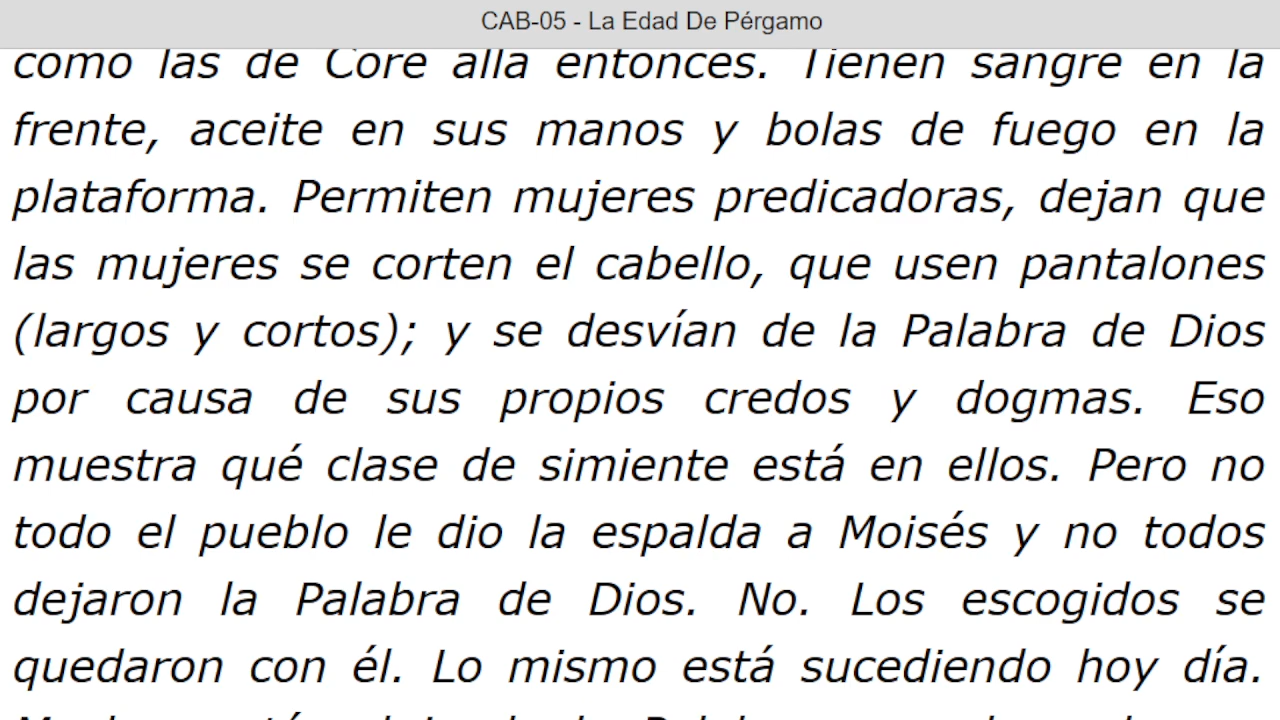 CAB-05 - La Edad De Pérgamo
como las de Coré allá entonces. Tienen sangre en la
frente, aceite en sus manos y bolas de fuego en la
plataforma. Permiten mujeres predicadoras, dejan que
las mujeres se corten el cabello, que usen pantalones
(largos y cortos); y se desvían de la Palabra de Dios
por causa de sus propios credos y dogmas. Eso
muestra qué clase de simiente está en ellos. Pero no
todo el pueblo le dio la espalda a Moisés y no todos
dejaron la Palabra de Dios. No. Los escogidos se
quedaron con él. Lo mismo está sucediendo hoy día.